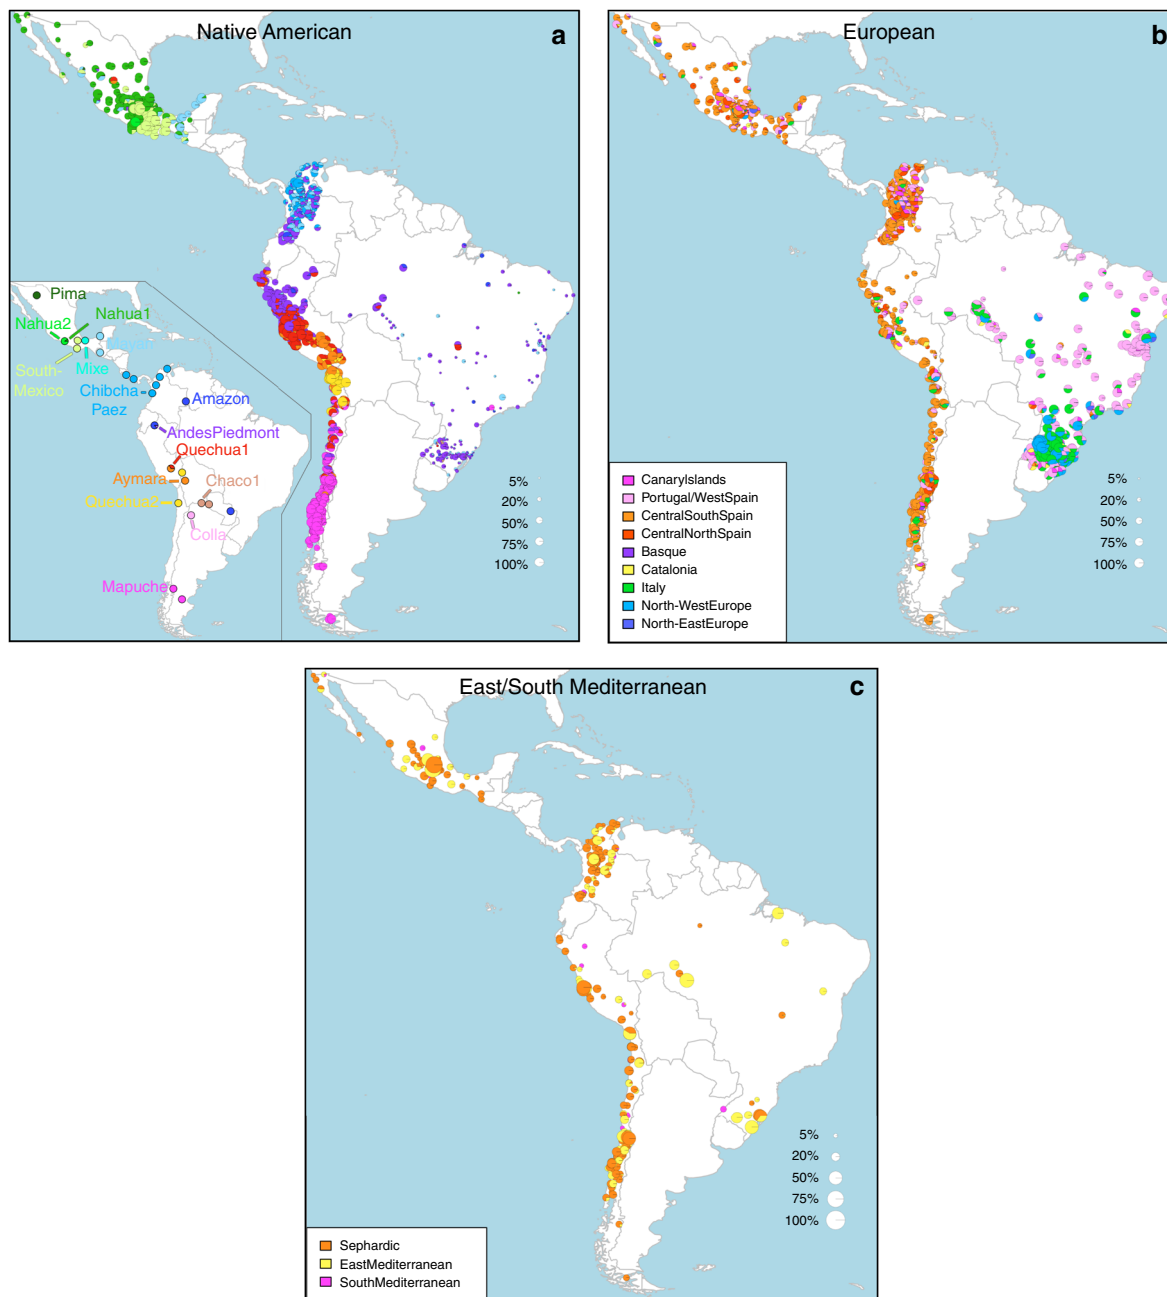 Native American
a
Pima
Nahua2
Nahua1
Mayan
South-
Mexico
Mixe
Chibcha
Paez
Amazon
AndesPiedmont
Quechua1
Aymara
Chaco1
Quechua2
Colla
Mapuche
5%
20%
50%
75%
100%
European
b
CanaryIslands
Portugal/WestSpain
CentralSouthSpain
CentralNorthSpain
Basque
Catalonia
Italy
North-WestEurope
North-EastEurope
5%
20%
50%
75%
100%
East/South Mediterranean
c
5%
20%
50%
75%
100%
Sephardic
EastMediterranean
SouthMediterranean